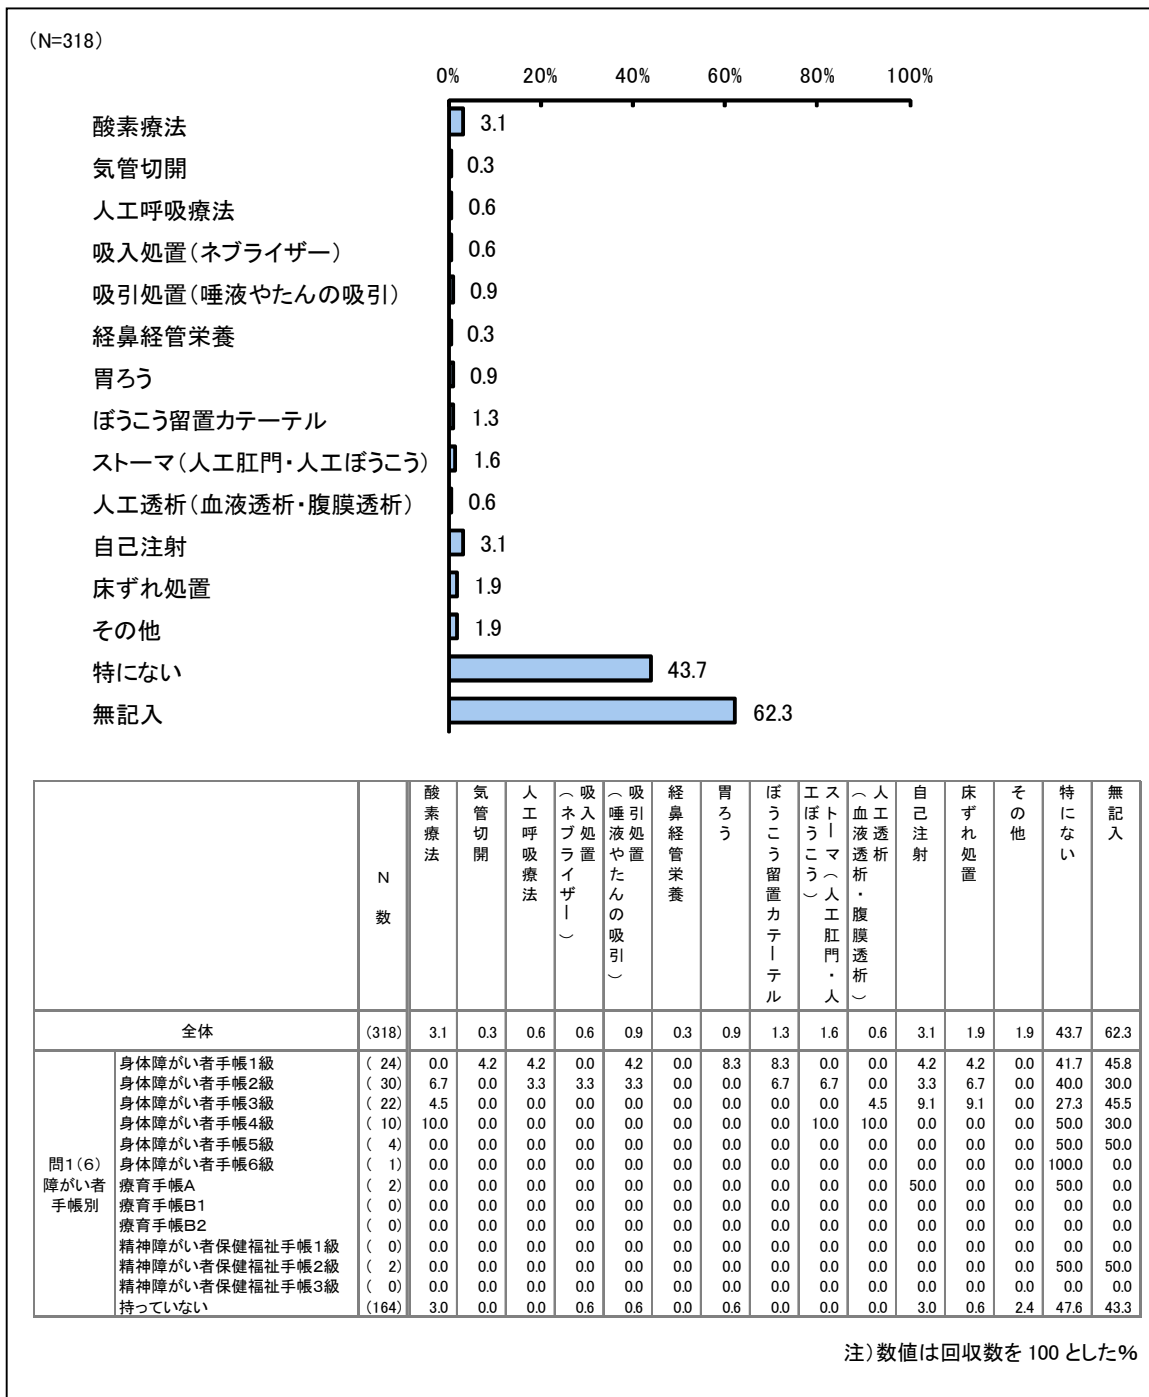 (N=318)
0% 20% 40% 60% 80% 100%
酸素療法 3.1
気管切開 0.3
人工呼吸療法 0.6
吸入処置(ネブライザー) 0.6
吸引処置(唾液やたんの吸引) 0.9
経鼻経管栄養 0.3
胃ろう 0.9
ぼうこう留置カテーテル 1.3
ストーマ(人工肛門・人工ぼうこう) 1.6
人工透析(血液透析・腹膜透析) 0.6
自己注射 3.1
床ずれ処置 1.9
その他 1.9
特にない 43.7
無記入 62.3
N数
酸素療法
気管切開
人工呼吸療法
吸入処置
(ネブライザー)
吸引処置
(唾液やたんの吸引)
経鼻経管栄養
胃ろう
ぼうこう留置カテーテル
ストーマ(人工肛門・人
工ぼうこう)
人工透析
(血液透析・腹膜透析)
自己注射
床ずれ処置
その他
特にない
無記入
全体 (318) 3.1 0.3 0.6 0.6 0.9 0.3 0.9 1.3 1.6 0.6 3.1 1.9 1.9 43.7 62.3
問1(6)
障がい者
手帳別
身体障がい者手帳1級 ( 24) 0.0 4.2 4.2 0.0 4.2 0.0 8.3 8.3 0.0 0.0 4.2 4.2 0.0 41.7 45.8
身体障がい者手帳2級 ( 30) 6.7 0.0 3.3 3.3 3.3 0.0 0.0 6.7 6.7 0.0 3.3 6.7 0.0 40.0 30.0
身体障がい者手帳3級 ( 22) 4.5 0.0 0.0 0.0 0.0 0.0 0.0 0.0 0.0 4.5 9.1 9.1 0.0 27.3 45.5
身体障がい者手帳4級 ( 10) 10.0 0.0 0.0 0.0 0.0 0.0 0.0 0.0 10.0 10.0 0.0 0.0 0.0 50.0 30.0
身体障がい者手帳5級 ( 4) 0.0 0.0 0.0 0.0 0.0 0.0 0.0 0.0 0.0 0.0 0.0 0.0 0.0 50.0 50.0
身体障がい者手帳6級 ( 1) 0.0 0.0 0.0 0.0 0.0 0.0 0.0 0.0 0.0 0.0 0.0 0.0 0.0 100.0 0.0
療育手帳A ( 2) 0.0 0.0 0.0 0.0 0.0 0.0 0.0 0.0 0.0 0.0 50.0 0.0 0.0 50.0 0.0
療育手帳B1 ( 0) 0.0 0.0 0.0 0.0 0.0 0.0 0.0 0.0 0.0 0.0 0.0 0.0 0.0 0.0 0.0
療育手帳B2 ( 0) 0.0 0.0 0.0 0.0 0.0 0.0 0.0 0.0 0.0 0.0 0.0 0.0 0.0 0.0 0.0
精神障がい者保健福祉手帳1級 ( 0) 0.0 0.0 0.0 0.0 0.0 0.0 0.0 0.0 0.0 0.0 0.0 0.0 0.0 0.0 0.0
精神障がい者保健福祉手帳2級 ( 2) 0.0 0.0 0.0 0.0 0.0 0.0 0.0 0.0 0.0 0.0 0.0 0.0 0.0 50.0 50.0
精神障がい者保健福祉手帳3級 ( 0) 0.0 0.0 0.0 0.0 0.0 0.0 0.0 0.0 0.0 0.0 0.0 0.0 0.0 0.0 0.0
持っていない (164) 3.0 0.0 0.0 0.6 0.6 0.0 0.6 0.0 0.0 0.0 3.0 0.6 2.4 47.6 43.3
注)数値は回収数を 100 とした%